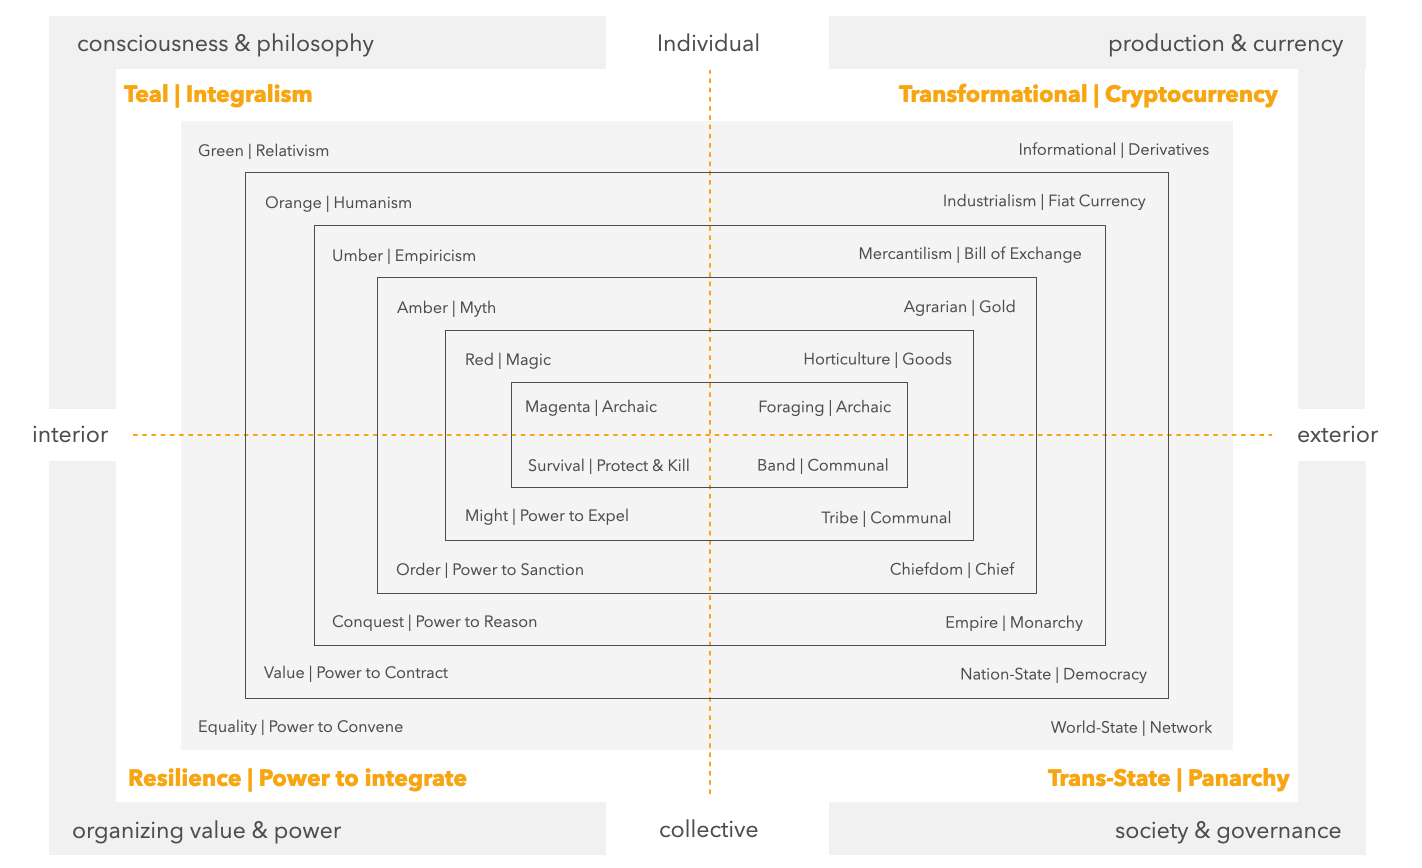 consciousness & philosophy
Individual
production & currency
Teal | Integralism
Transformational | Cryptocurrency
Green | Relativism
Informational | Derivatives
Orange | Humanism
Industrialism | Fiat Currency
Umber | Empiricism
Mercantilism | Bill of Exchange
Amber | Myth
Agrarian | Gold
Red | Magic
Horticulture | Goods
Magenta | Archaic
Foraging | Archaic
interior
exterior
Survival | Protect & Kill
Band | Communal
Might | Power to Expel
Tribe | Communal
Order | Power to Sanction
Chiefdom | Chief
Conquest | Power to Reason
Empire | Monarchy
Value | Power to Contract
Nation-State | Democracy
Equality | Power to Convene
World-State | Network
Resilience | Power to integrate
Trans-State | Panarchy
organizing value & power
collective
society & governance